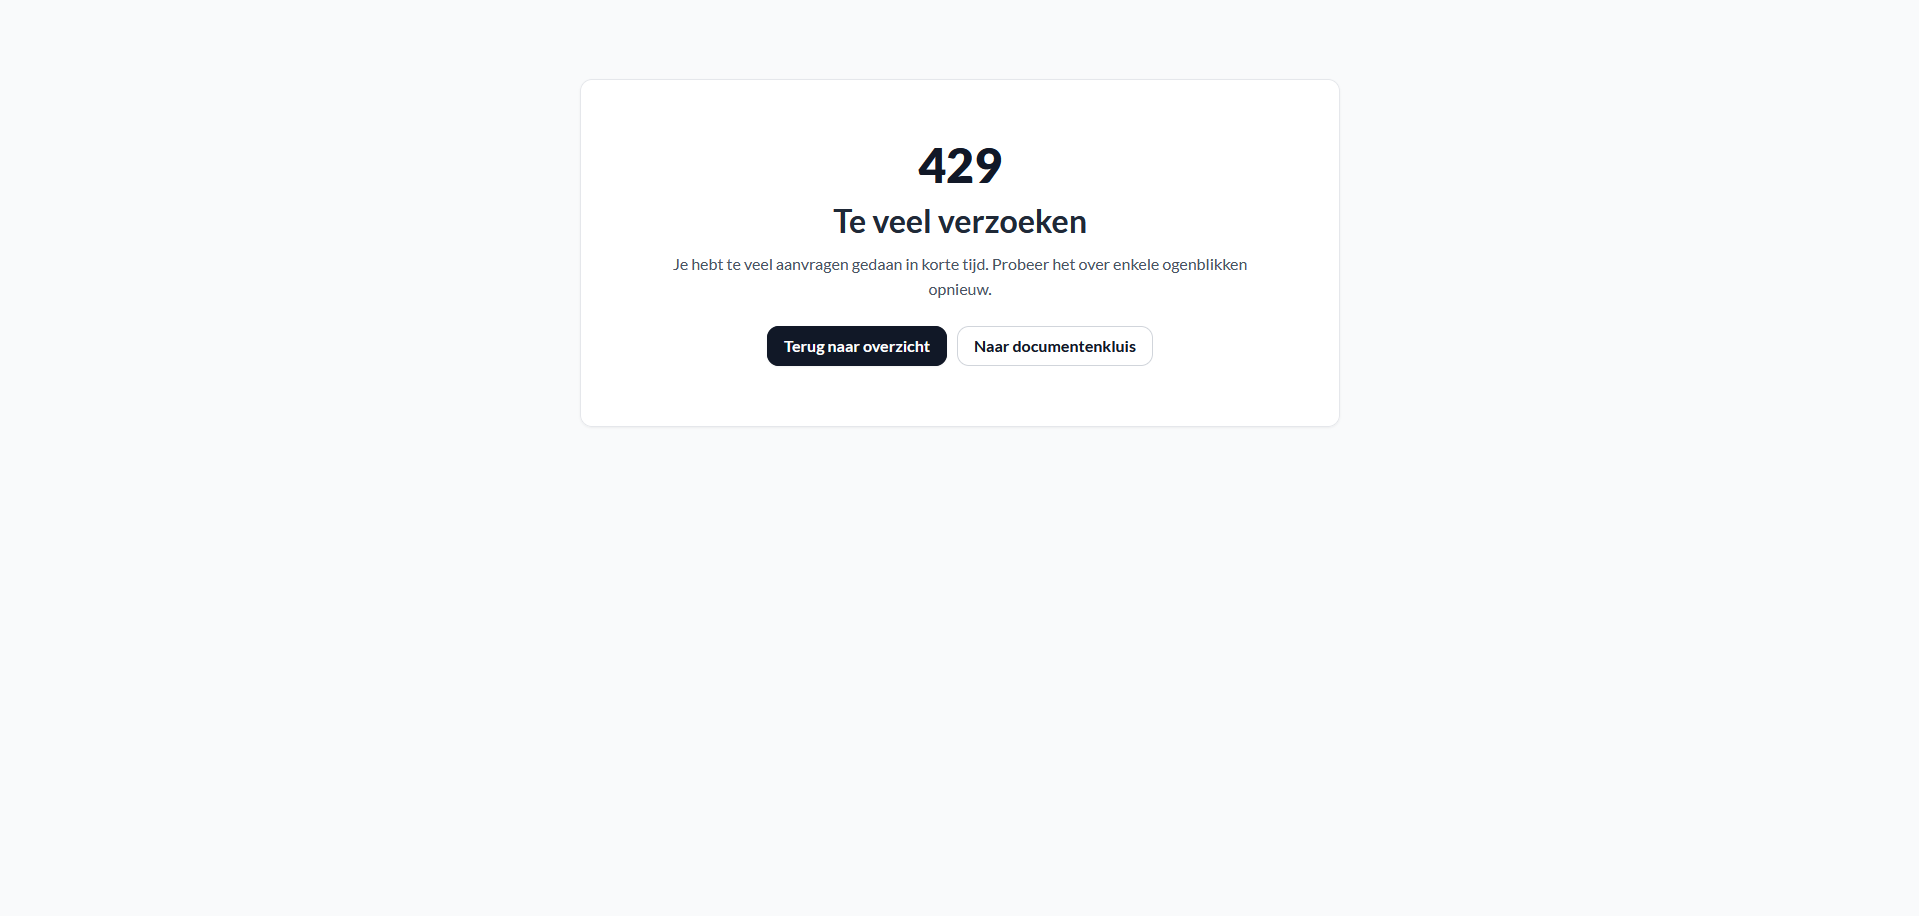 429
Te veel verzoeken
Je hebt te veel aanvragen gedaan in korte tijd. Probeer het over enkele ogenblikken
opnieuw.
Terug naar overzicht
Naar documentenkluis